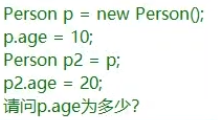 Person p = new Person();
p.age = 10;
Person p2 = p;
p2.age = 20;
请问p.age为多少?